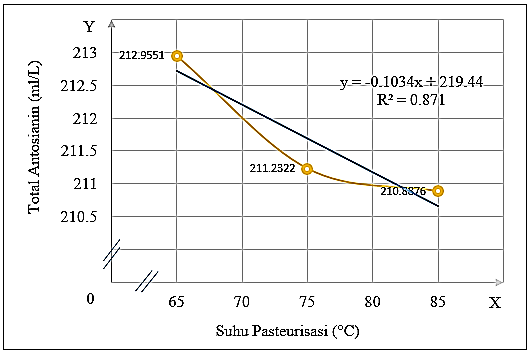 Y
213
212.9551
212.5
y = -0.1034x + 219.44
R² = 0.871
212
211.5
211.2322
211
210.8876
210.5
0
65
70
75
80
85
X
Total Antosianin (ml/L)
Suhu Pasteurisasi (°C)